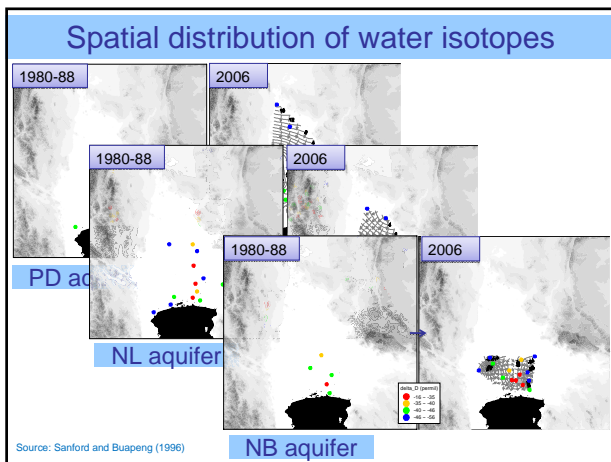 Spatial distribution of water isotopes
1980-88
2006
1980-88
2006
1980-88
2006
PD aq
NL aquifer
NB aquifer
delta_D (permil)
-16 ~ -35
-35 ~ -40
-40 ~ -46
-46 ~ -56
Source: Sanford and Buapeng (1996)